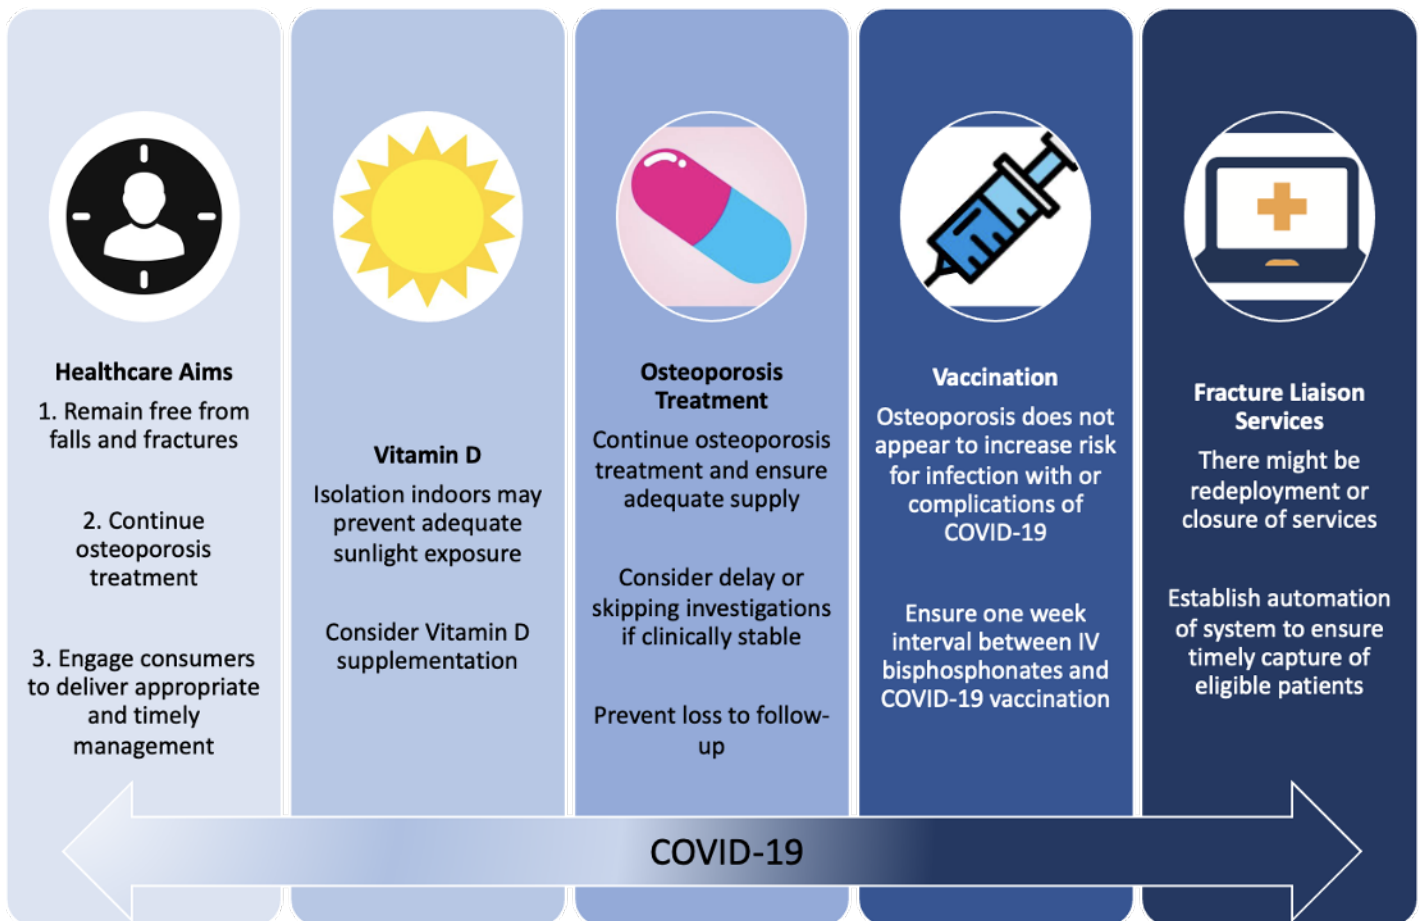 Healthcare Aims
1. Remain free from
falls and fractures
2. Continue
osteoporosis
treatment
3. Engage consumers
to deliver appropriate
and timely
management
Vitamin D
Isolation indoors may
prevent adequate
sunlight exposure
Consider Vitamin D
supplementation
Osteoporosis
Treatment
Continue osteoporosis
treatment and ensure
adequate supply
Consider delay or
skipping investigations
if clinically stable
Prevent loss to follow-
up
Vaccination
Osteoporosis does not
appear to increase risk
for infection with or
complications of
COVID-19
Ensure one week
interval between IV
bisphosphonates and
COVID-19 vaccination
Fracture Liaison
Services
There might be
redeployment or
closure of services
Establish automation
of system to ensure
timely capture of
eligible patients
COVID-19